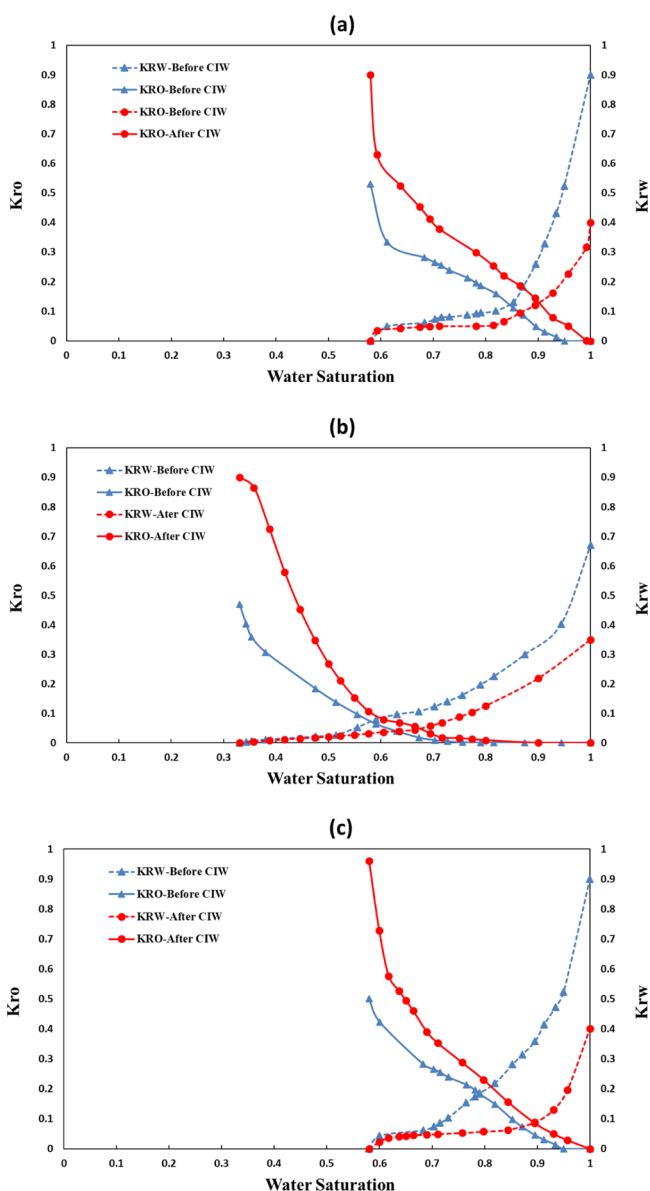 (a)
1 1
0.9 KRW-Before CIW 0.9
0.8 KRO-Before CIW 0.8
0.7 KRO-Before CIW 0.7
KRO-After CIW
0.6 0.6
Kro 0.5 0.5 Krw
0.4 0.4
0.3 0.3
0.2 0.2
0.1 0.1
0 0
0 0.1 0.2 0.3 0.4 0.5 0.6 0.7 0.8 0.9 1
Water Saturation
(b)
1 1
0.9 KRW-Before CIW 0.9
KRO-Before CIW
0.8 0.8
KRW-Ater CIW
0.7 KRO-After CIW 0.7
0.6 0.6
Kro 0.5 0.5 Krw
0.4 0.4
0.3 0.3
0.2 0.2
0.1 0.1
0 0
0 0.1 0.2 0.3 0.4 0.5 0.6 0.7 0.8 0.9 1
Water Saturation
(c)
1 1
0.9 KRW-Before CIW 0.9
KRO-Before CIW
0.8 0.8
KRW-After CIW
0.7 KRO-After CIW 0.7
0.6 0.6
Kro 0.5 0.5 Krw
0.4 0.4
0.3 0.3
0.2 0.2
0.1 0.1
0 0
0 0.1 0.2 0.3 0.4 0.5 0.6 0.7 0.8 0.9 1
Water Saturation